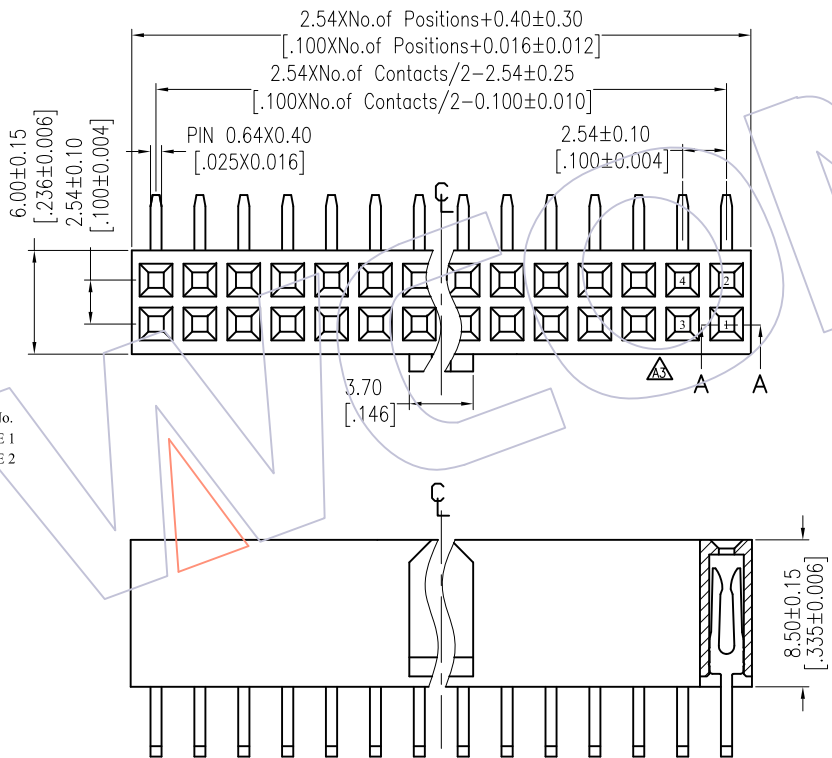 2.54XNo.of Positions+0.40±0.30
[.100XNo.of Positions+0.016±0.012]
2.54XNo.of Contacts/2-2.54±0.25
[.100XNo.of Contacts/2-0.100±0.010]
PIN 0.64X0.40
[.025X0.016]
2.54±0.10
[.100±0.004]
6.00±0.15
[.236±0.006]
2.54±0.10
[.100±0.004]
CL
4
2
3
1
A3
A
A
3.70
[.146]
No.
E 1
E 2
WCON
CL
8.50±0.15
[.335±0.006]